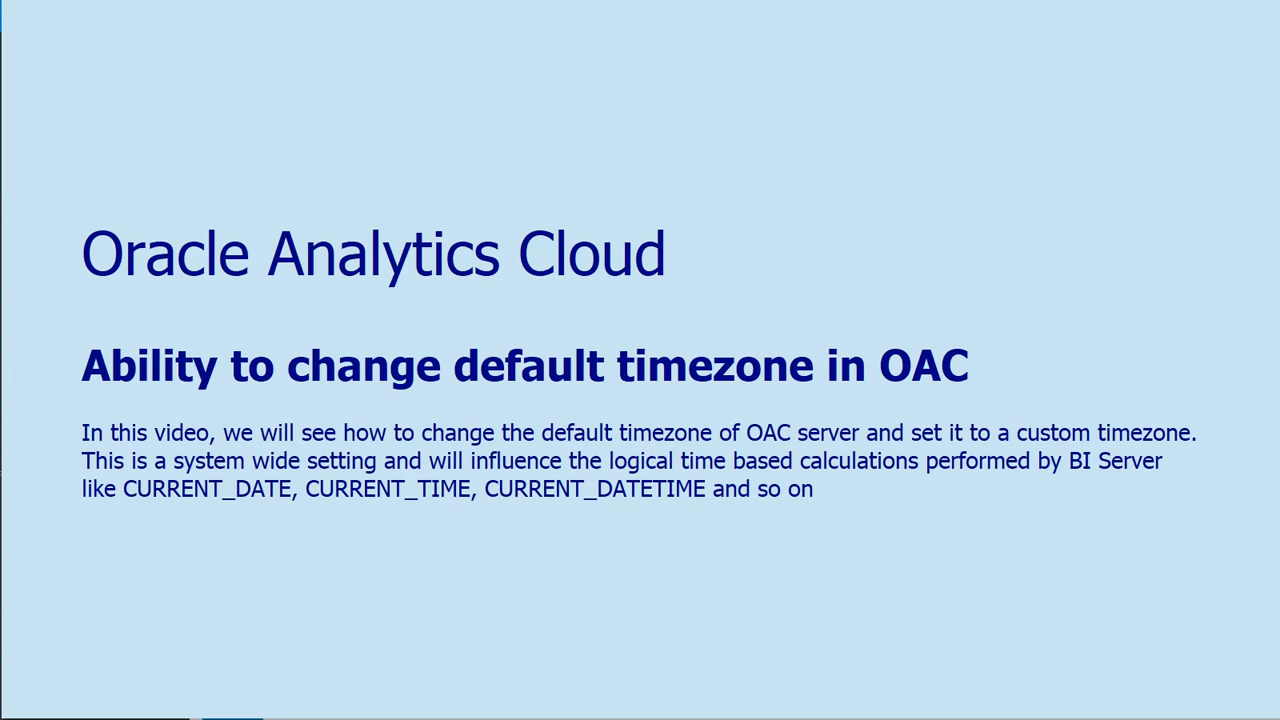 Oracle Analytics Cloud
Ability to change default timezone in OAC
In this video, we will see how to change the default timezone of OAC server and set it to a custom timezone.
This is a system wide setting and will influence the logical time based calculations performed by BI Server
like CURRENT_DATE, CURRENT_TIME, CURRENT_DATETIME and so on